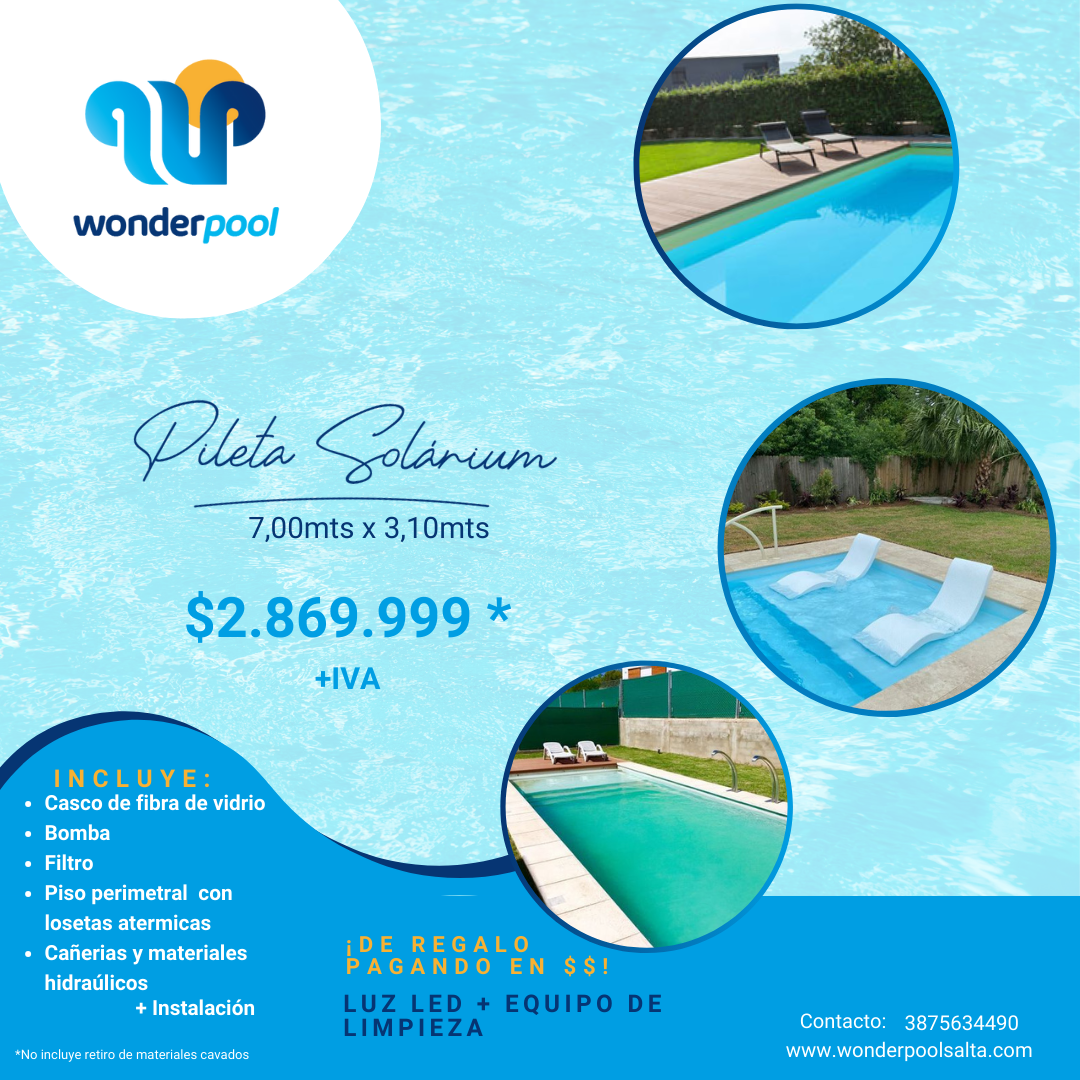 wonderpool
Pileta Solárium
7,00mts x 3,10mts
$2.869.999 *
+IVA
INCLUYE:
• Casco de fibra de vidrio
• Bomba
• Filtro
• Piso perimetral con
losetas atermicas
• Cañerias y materiales
hidraúlicos
+ Instalación
*No incluye retiro de materiales cavados
¡DE REGALO
PAGANDO EN $$!
LUZ LED + EQUIPO DE
LIMPIEZA
Contacto: 3875634490
www.wonderpoolsalta.com